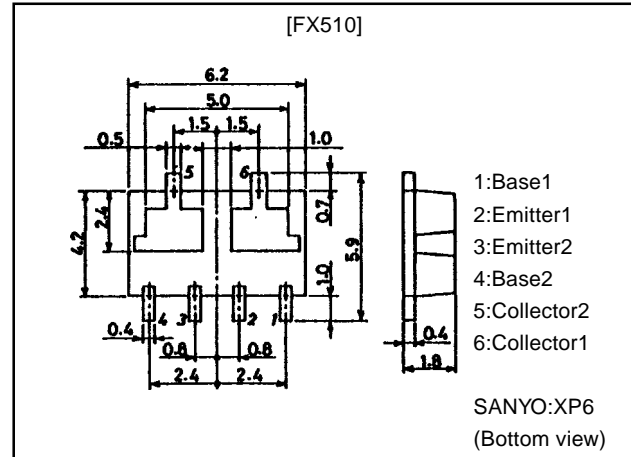 [FX510]
6.2
5.0
1.5 1.5
0.5 1.0
5 6
4.2 2.4 0.7 5.9 1.0
4 3 2 1
0.4 0.8 0.8
2.4 2.4
0.4
1.8
1:Base1
2:Emitter1
3:Emitter2
4:Base2
5:Collector2
6:Collector1
SANYO:XP6
(Bottom view)